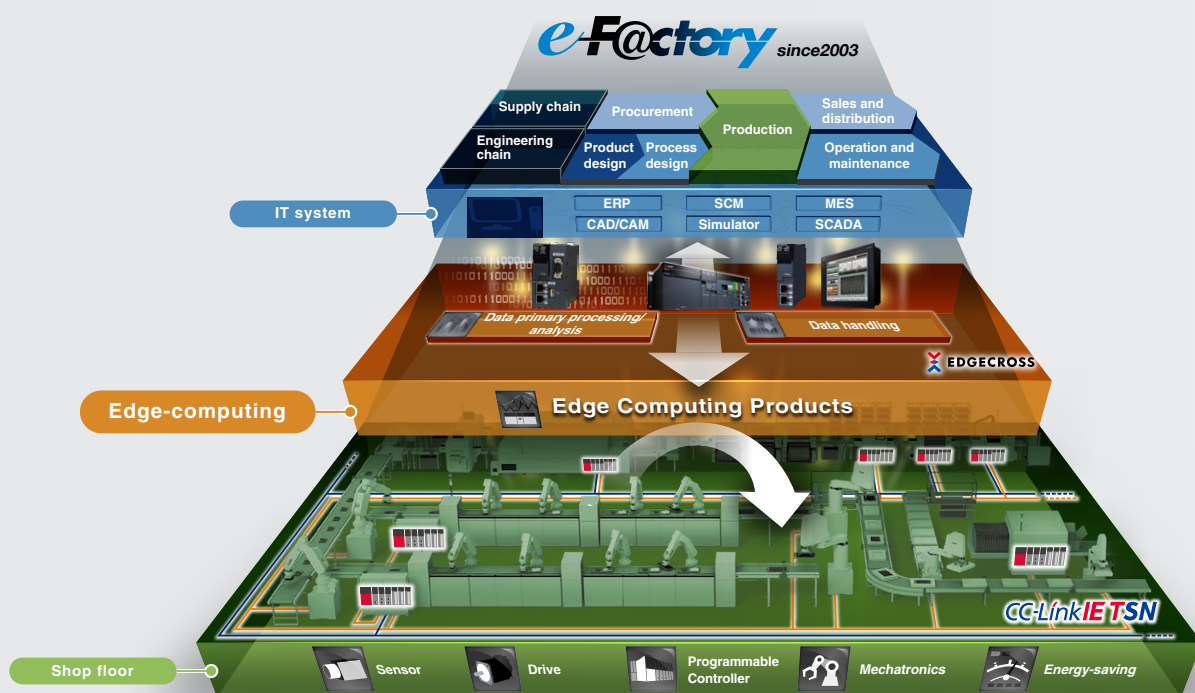 e-F@ctory since2003
Supply chain
Procurement
Production
Sales and
distribution
Engineering
chain
Product
design
Process
design
Operation and
maintenance
IT system
ERP
SCM
MES
CAD/CAM
Simulator
SCADA
Data primary processing/
analysis
Data handling
EDGECROSS
Edge-computing
Edge Computing Products
CC-Link IE TSN
Shop floor
Sensor
Drive
Programmable
Controller
Mechatronics
Energy-saving